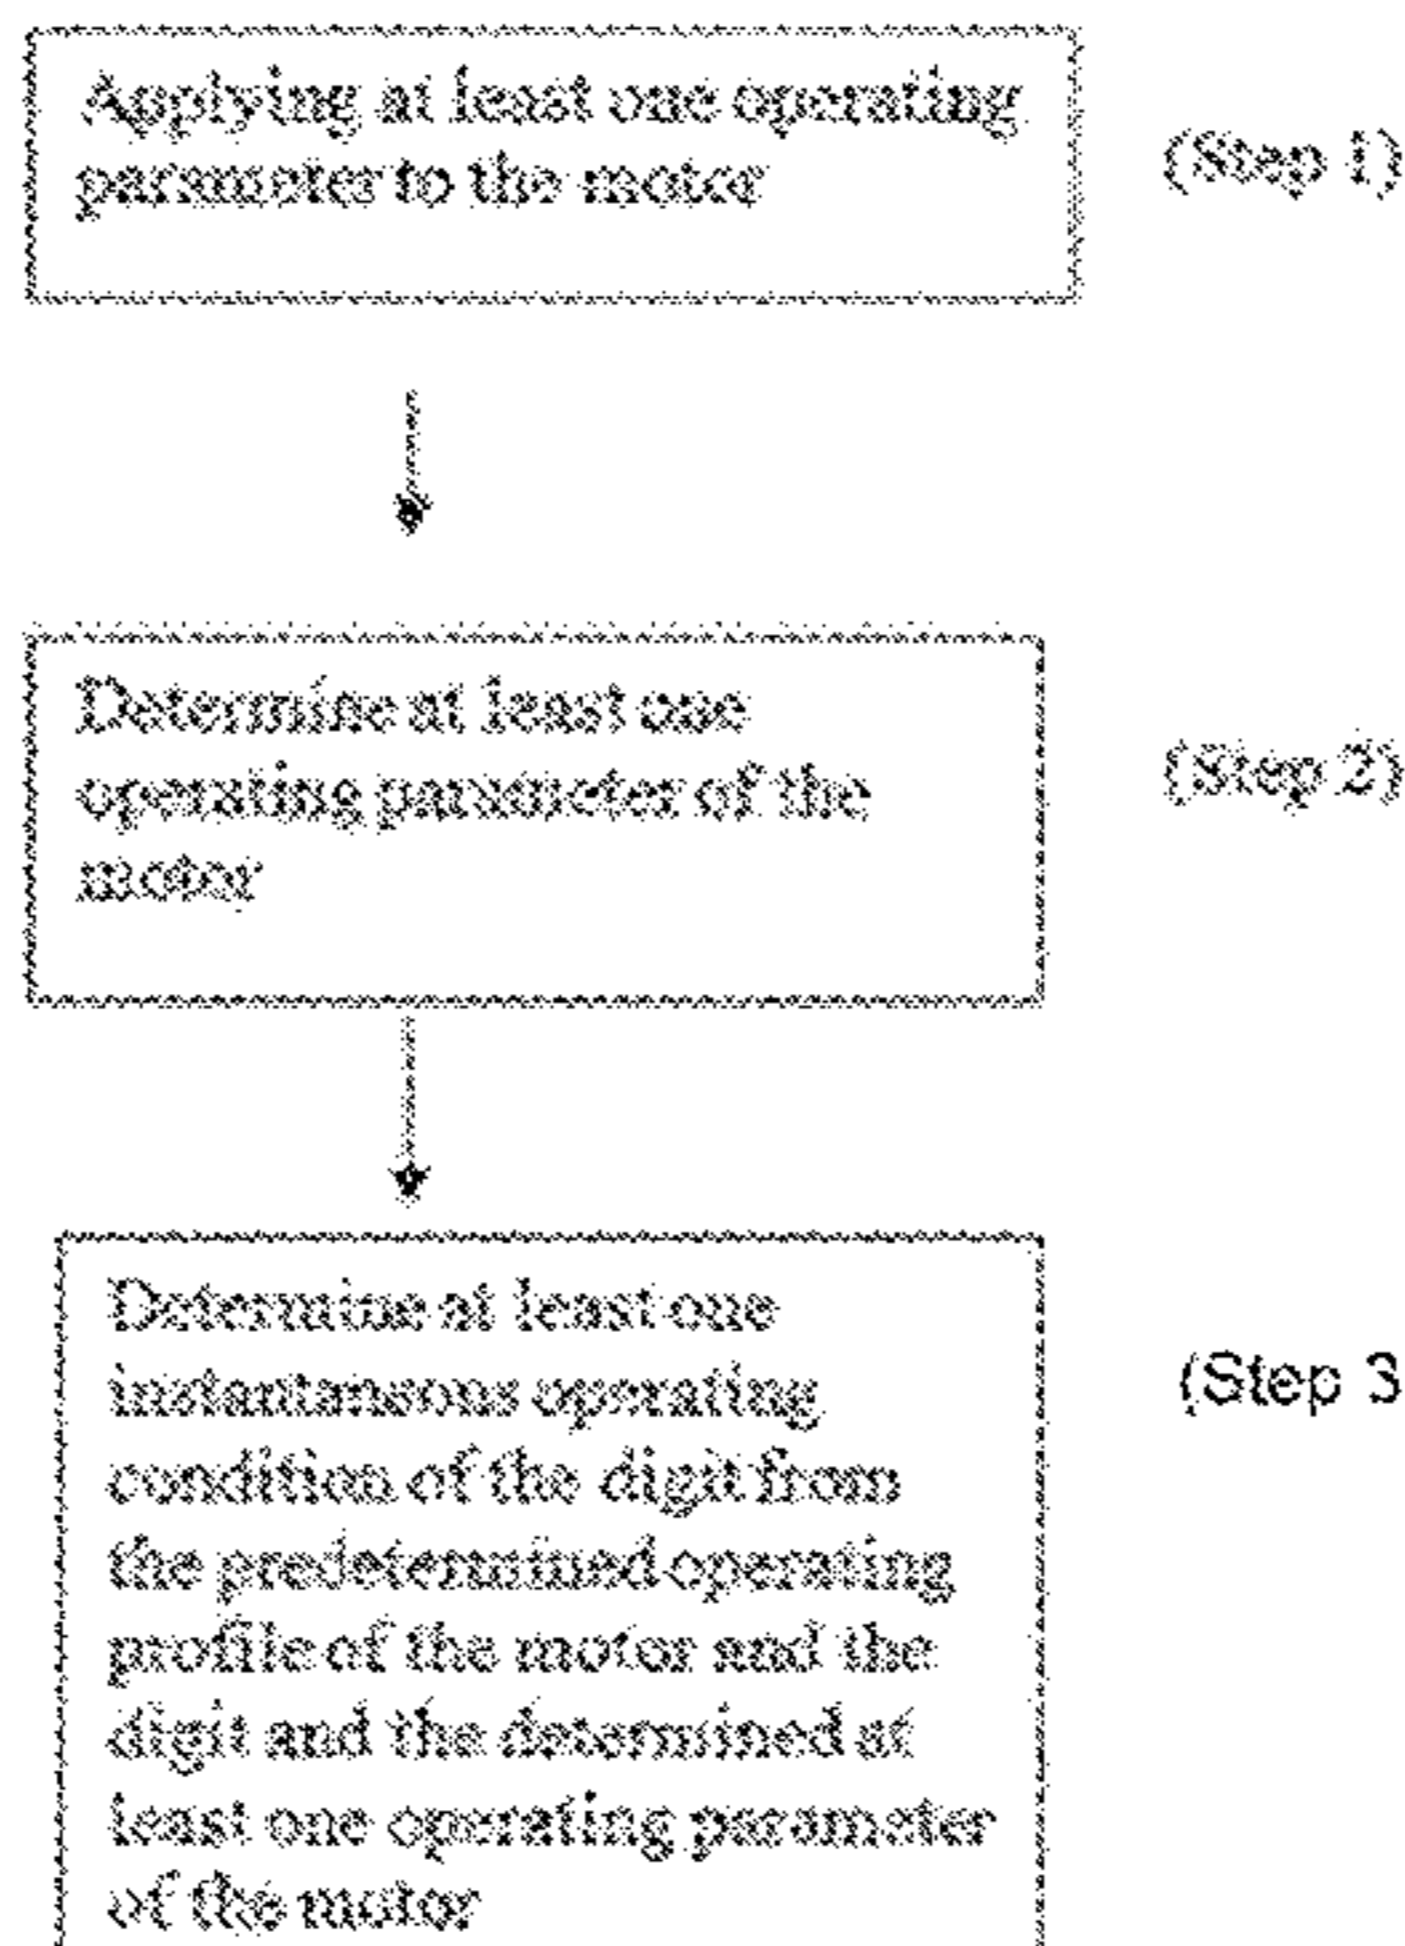 Applying at least one operating
parameter to the motor
(Step 1)
Determine at least one
operating parameter of the
motor
(Step 2)
Determine at least one
instantansous operating
condition of the digit from
the predetermined operating
profile of the motor and the
digit and the determined at
least one operating parameter
of the motor
(Step 3